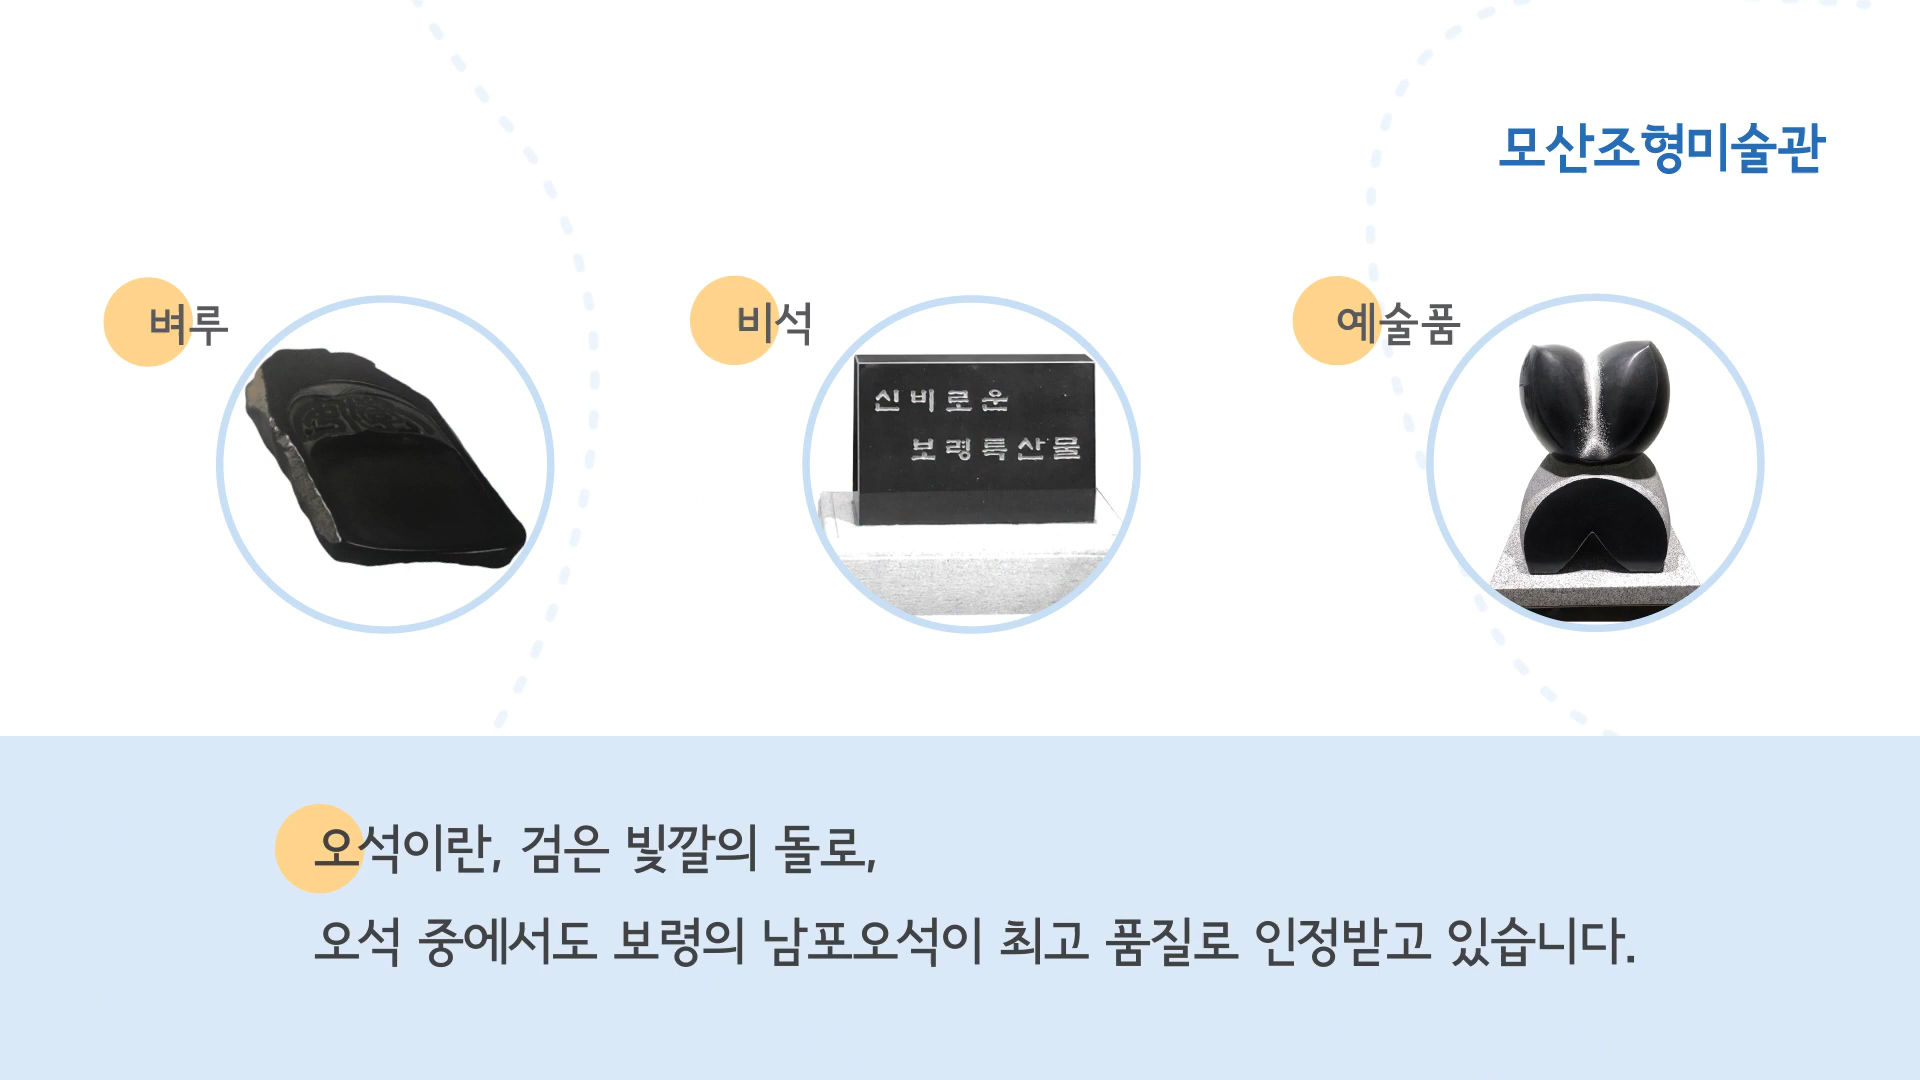 모산조형미술관
벼루
비석
예술품
신비로운
보령특산물
오석이란, 검은 빛깔의 돌로,
오석 중에서도 보령의 남포오석이 최고 품질로 인정받고 있습니다.